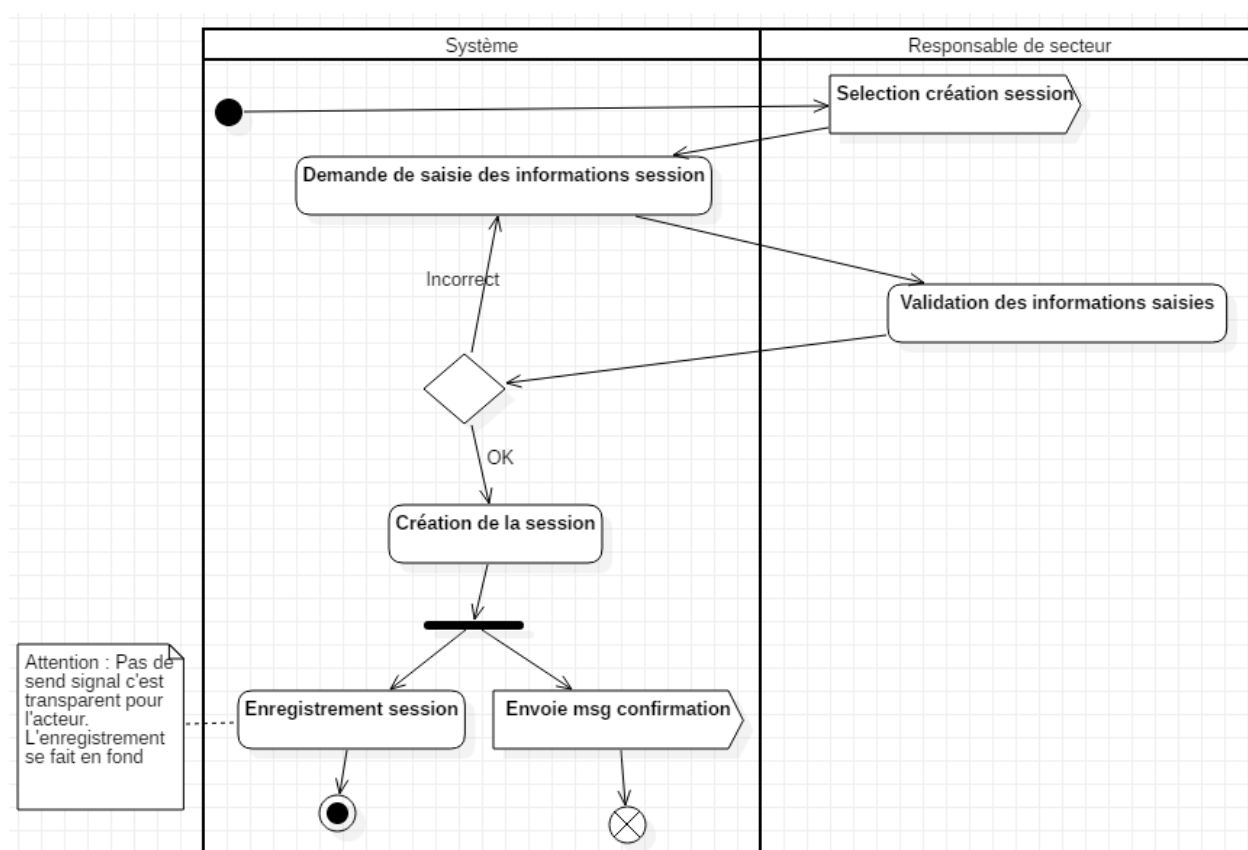 Système
Responsable de secteur
Selection création session
Demande de saisie des informations session
Incorrect
Validation des informations saisies
OK
Création de la session
Attention : Pas de
send signal c'est
transparent pour
l'acteur.
L'enregistrement
se fait en fond
Enregistrement session
Envoie msg confirmation